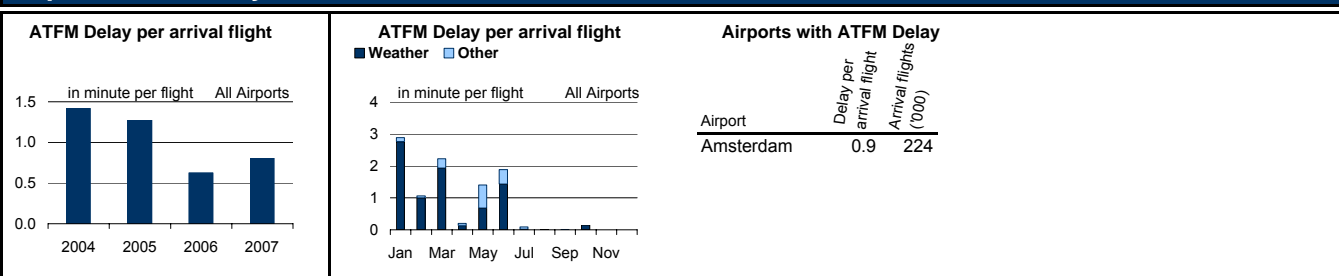 ATFM Delay per arrival flight
in minute per flight All Airports
1.5
1.0
0.5
0.0
2004 2005 2006 2007
ATFM Delay per arrival flight
Weather Other
in minute per flight All Airports
4
3
2
1
0
Jan Mar May Jul Sep Nov
Airports with ATFM Delay
Airport
Delay per
arrival flight
Arrival flights
('000)
Amsterdam 0.9 224